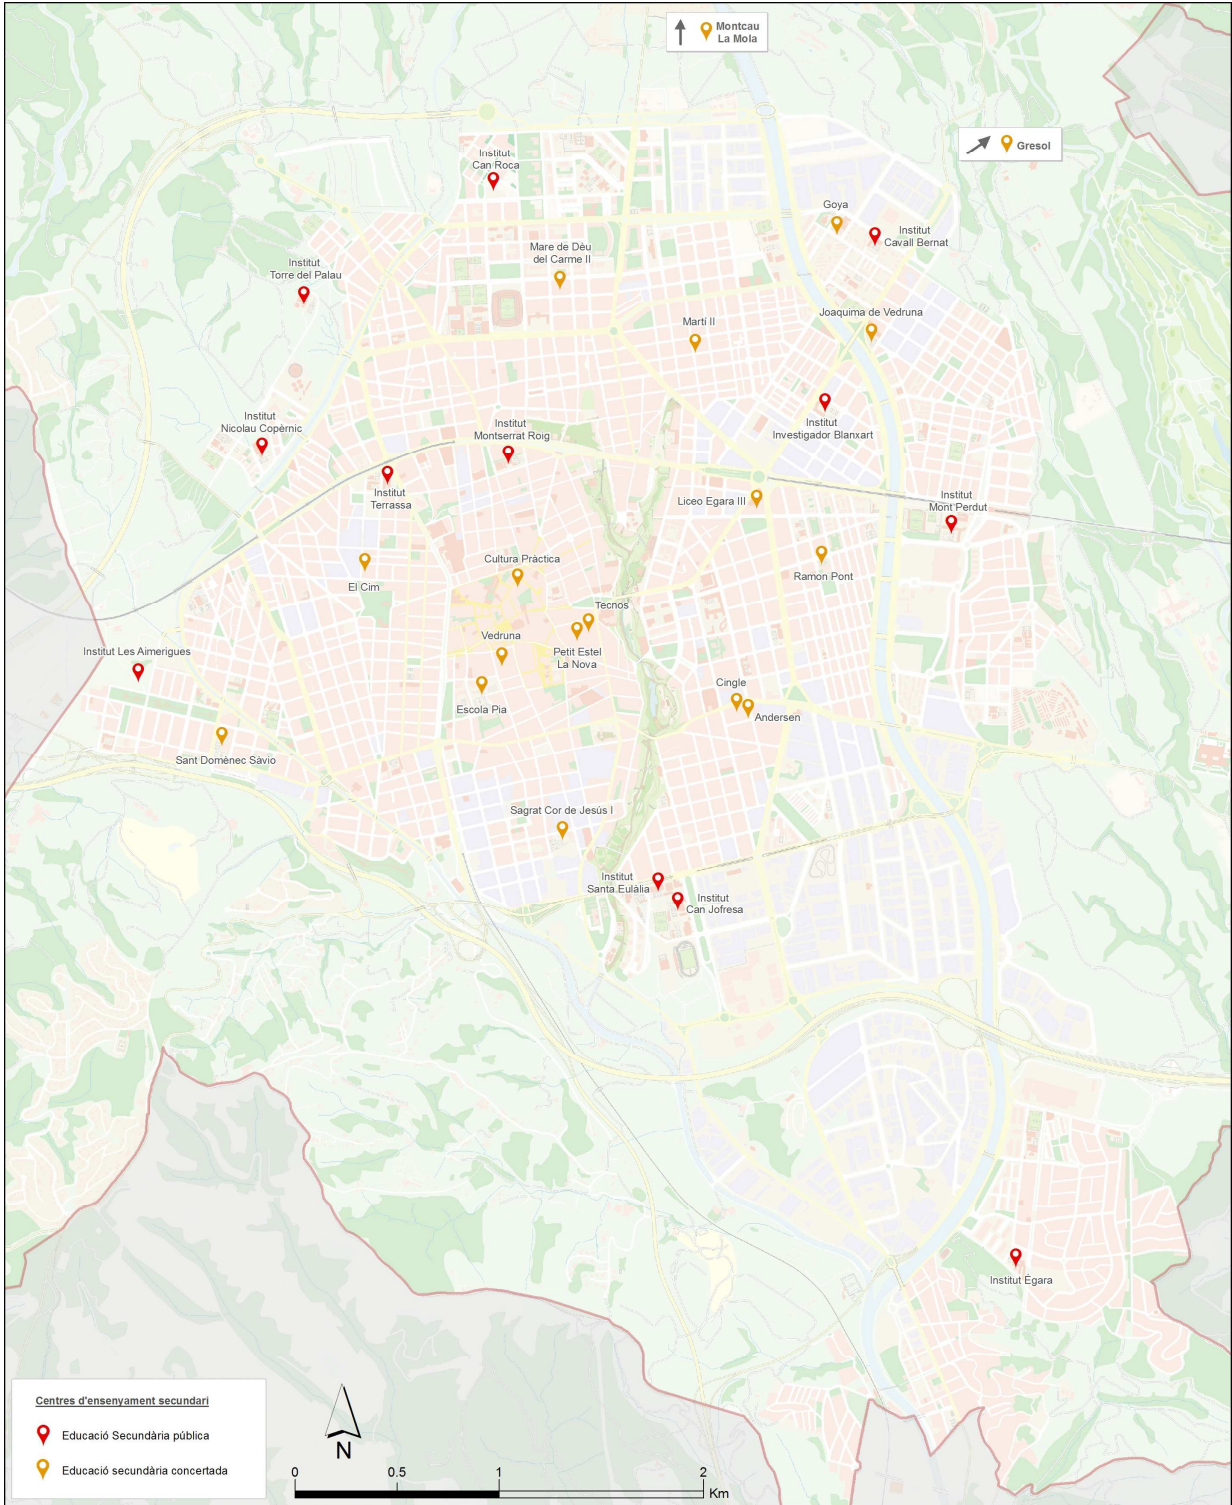 Montcau
La Mola
Gresol
Institut
Can Roca
Goya
Institut
Cavall Bernat
Mare de Dèu
del Carme II
Institut
Torre del Palau
Joaquima de Vedruna
Martí II
Institut
Nicolau Copèrnic
Institut
Montserrat Roig
Institut
Investigador Blanxart
Institut
Terrassa
Liceo Egara III
Institut
Mont Perdut
Cultura Pràctica
El Cim
Ramon Pont
Tecnos
Vedruna
Petit Estel
La Nova
Institut Les Aimerigues
Cingle
Escola Pia
Andersen
Sant Domènec Sàvio
Sagrat Cor de Jesús I
Institut
Santa Eulàlia
Institut
Can Jofresa
Institut Égara
Centres d'ensenyament secundari
Educació Secundària pública
Educació secundària concertada
N
0 0.5 1 2
Km